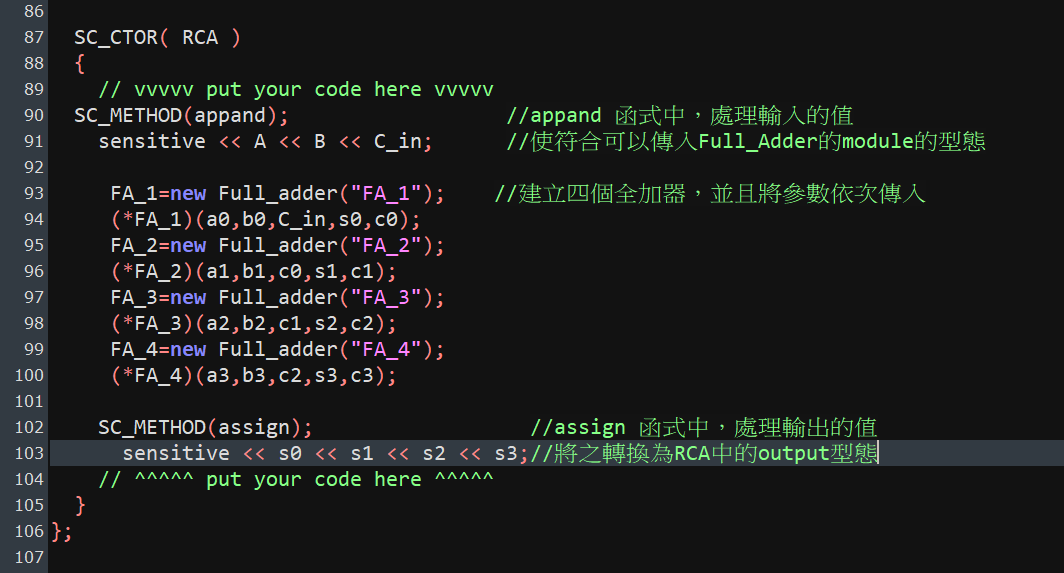 86
87 SC_CTOR( RCA )
88 {
89 // vvvvv put your code here vvvvv
90 SC_METHOD(appand); //appand 函式中，處理輸入的值
91 sensitive << A << B << C_in; //使符合可以傳入Full_Adder的module的型態
92
93 FA_1=new Full_adder("FA_1"); //建立四個全加器，並且將參數依次傳入
94 (*FA_1)(a0,b0,C_in,s0,c0);
95 FA_2=new Full_adder("FA_2");
96 (*FA_2)(a1,b1,c0,s1,c1);
97 FA_3=new Full_adder("FA_3");
98 (*FA_3)(a2,b2,c1,s2,c2);
99 FA_4=new Full_adder("FA_4");
100 (*FA_4)(a3,b3,c2,s3,c3);
101
102 SC_METHOD(assign); //assign 函式中，處理輸出的值
103 sensitive << s0 << s1 << s2 << s3;//將之轉換為RCA中的output型態
104 // ^^^^^ put your code here ^^^^^
105 }
106 };
107